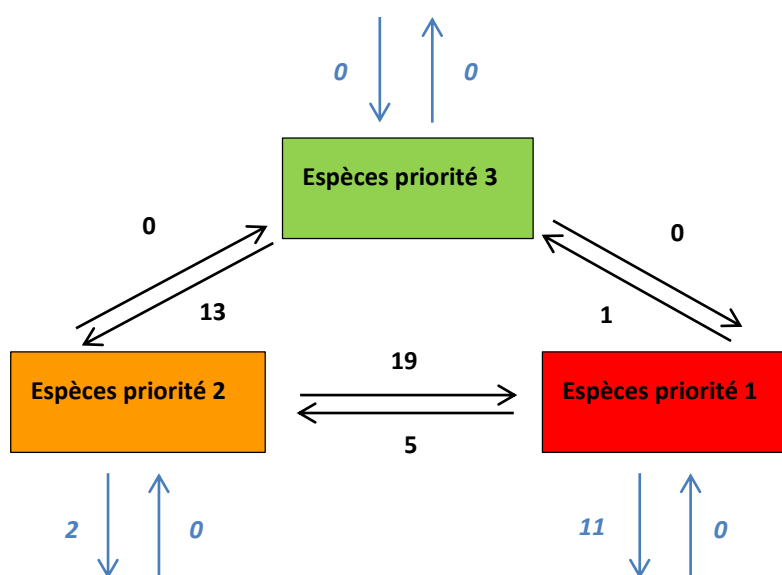 0 0
Espèces priorité 3
0 0
13 1
19
Espèces priorité 2 Espèces priorité 1
5
2 0 11 0